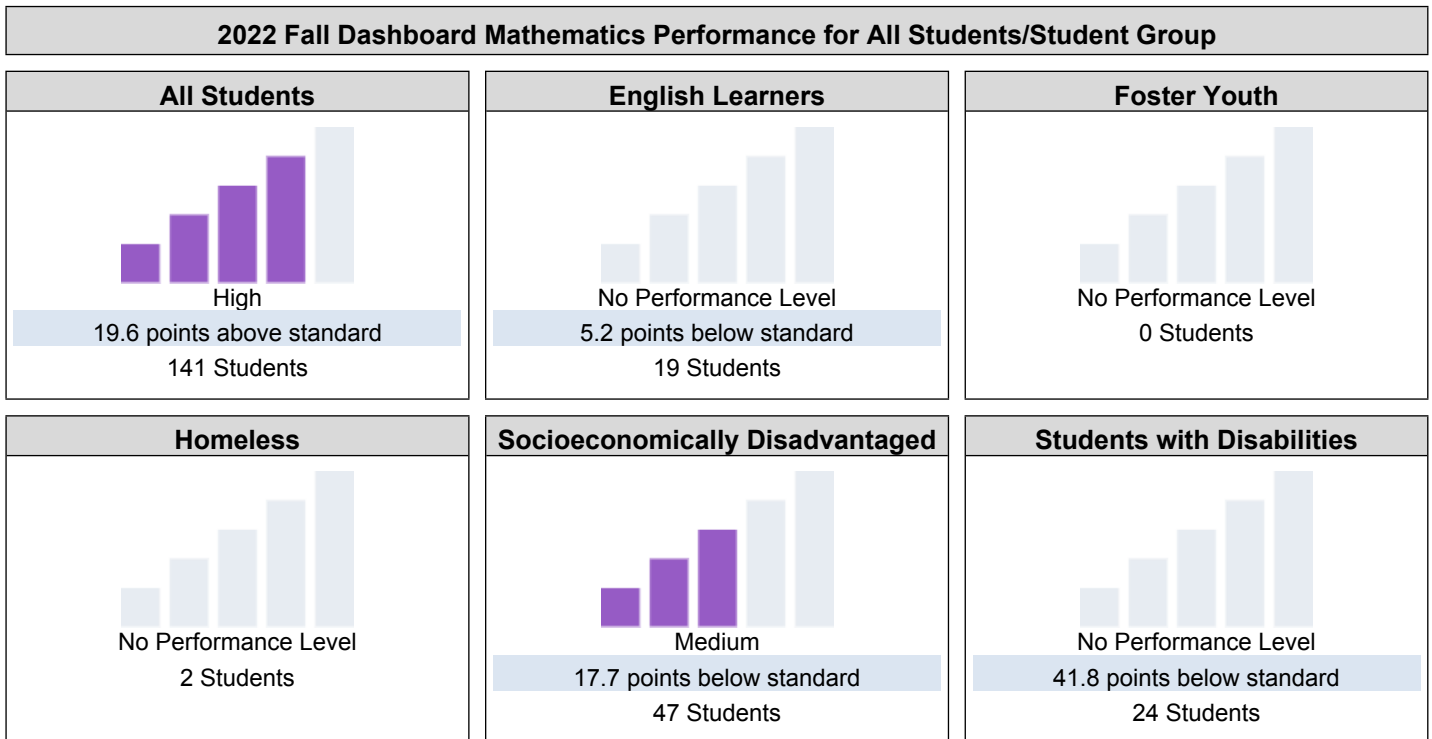 2022 Fall Dashboard Mathematics Performance for All Students/Student Group
All Students
High
19.6 points above standard
141 Students
English Learners
No Performance Level
5.2 points below standard
19 Students
Foster Youth
No Performance Level
0 Students
Homeless
No Performance Level
2 Students
Socioeconomically Disadvantaged
Medium
17.7 points below standard
47 Students
Students with Disabilities
No Performance Level
41.8 points below standard
24 Students